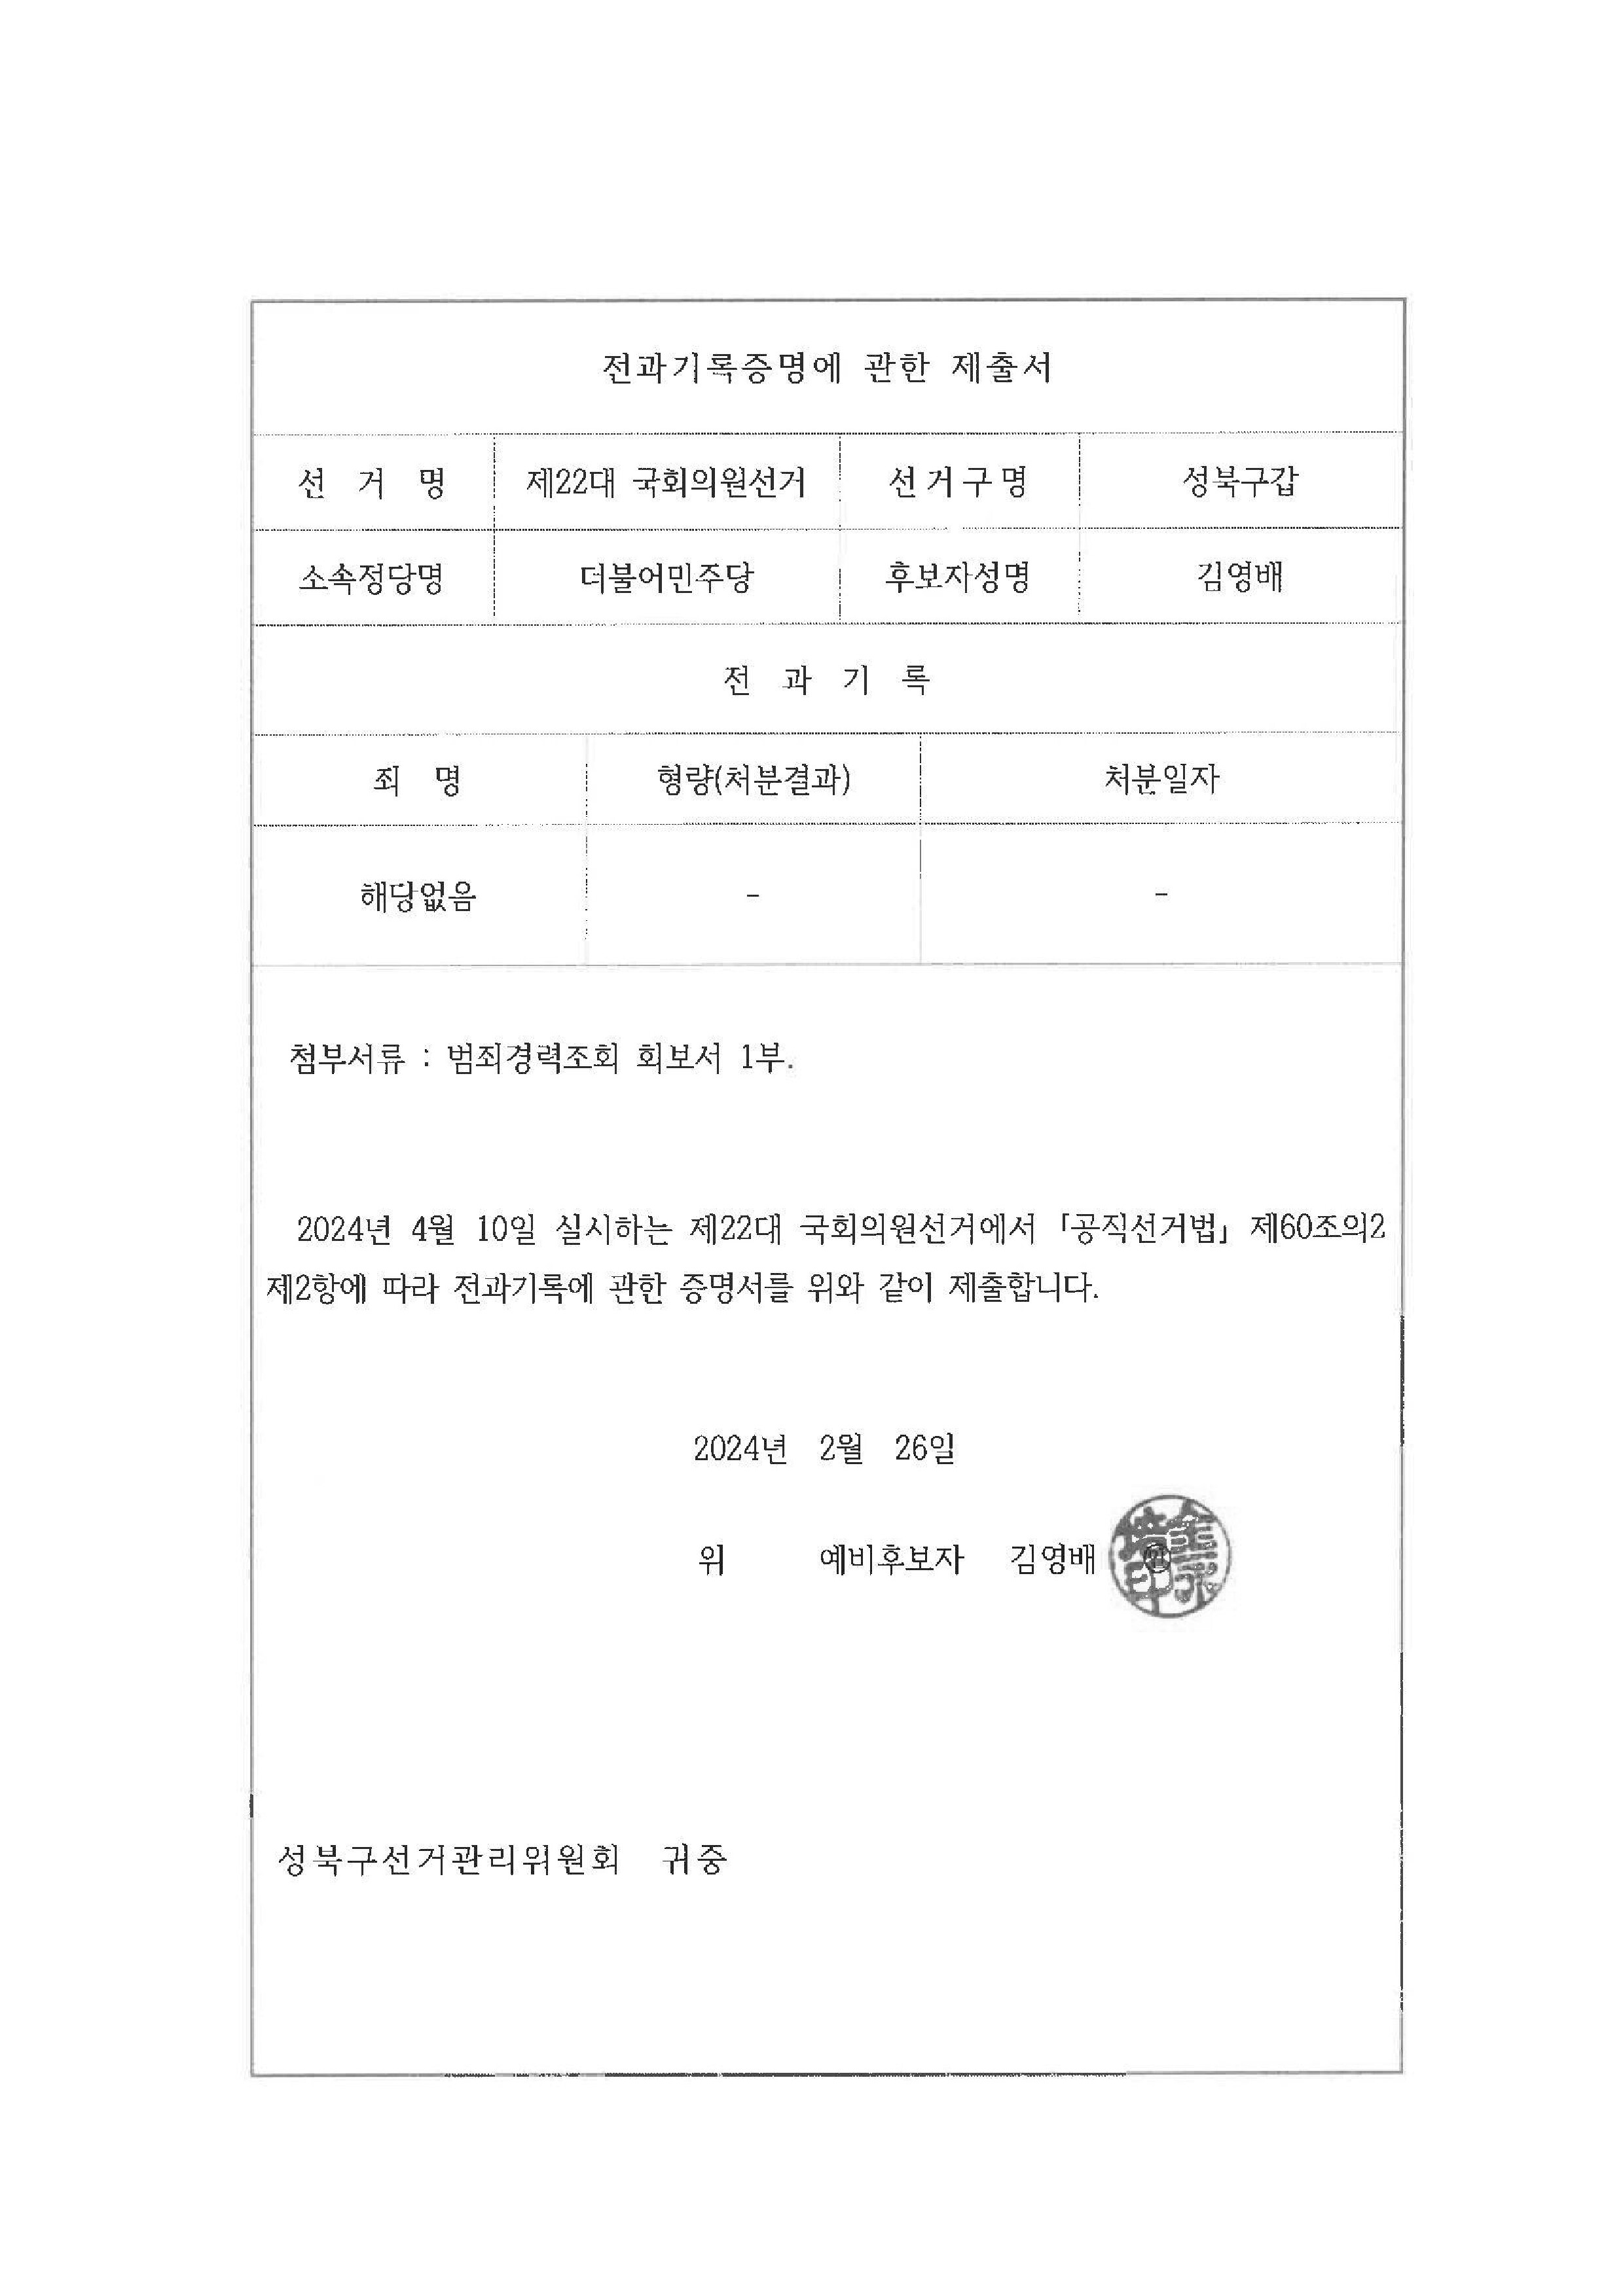 전과기록증명에 관한 제출서
선 거 명 제22대 국회의원선거 선거구명 성북구갑
소속정당명 더불어민주당 후보자성명 김영배
전 과 기 록
죄 명 형량(처분결과) 처분일자
해당없음 - -
첨부서류 : 범죄경력조회 회보서 1부.
2024년 4월 10일 실시하는 제22대 국회의원선거에서 「공직선거법」 제60조의2
제2항에 따라 전과기록에 관한 증명서를 위와 같이 제출합니다.
2024년 2월 26일
위 예비후보자 김영배 ㊞
성북구선거관리위원회 귀중